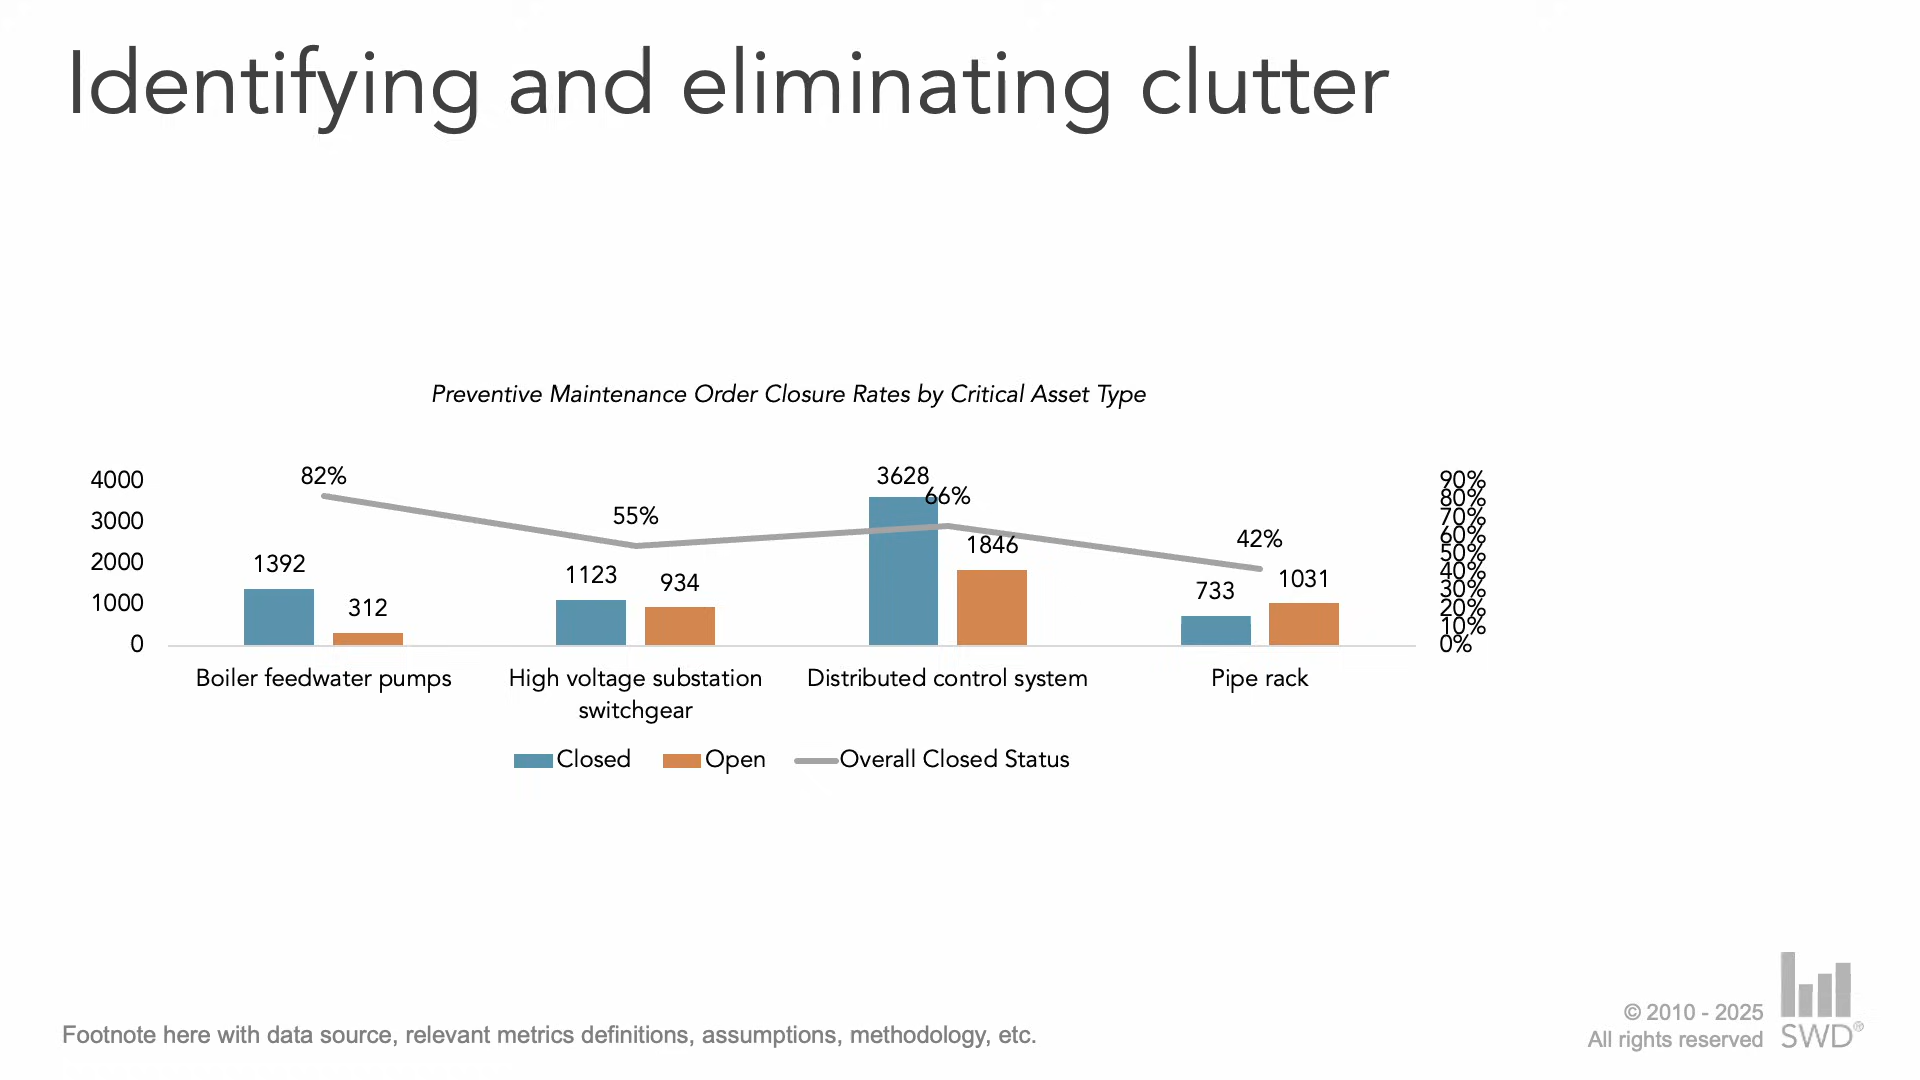 Identifying and eliminating clutter
Preventive Maintenance Order Closure Rates by Critical Asset Type
4000
3000
2000
1000
0
82%
55%
66%
42%
1392
312
1123
934
3628
1846
733
1031
90%
80%
70%
60%
50%
40%
30%
20%
10%
0%
Boiler feedwater pumps
High voltage substation
switchgear
Distributed control system
Pipe rack
Closed
Open
Overall Closed Status
Footnote here with data source, relevant metrics definitions, assumptions, methodology, etc.
© 2010 - 2025
All rights reserved
SWD®